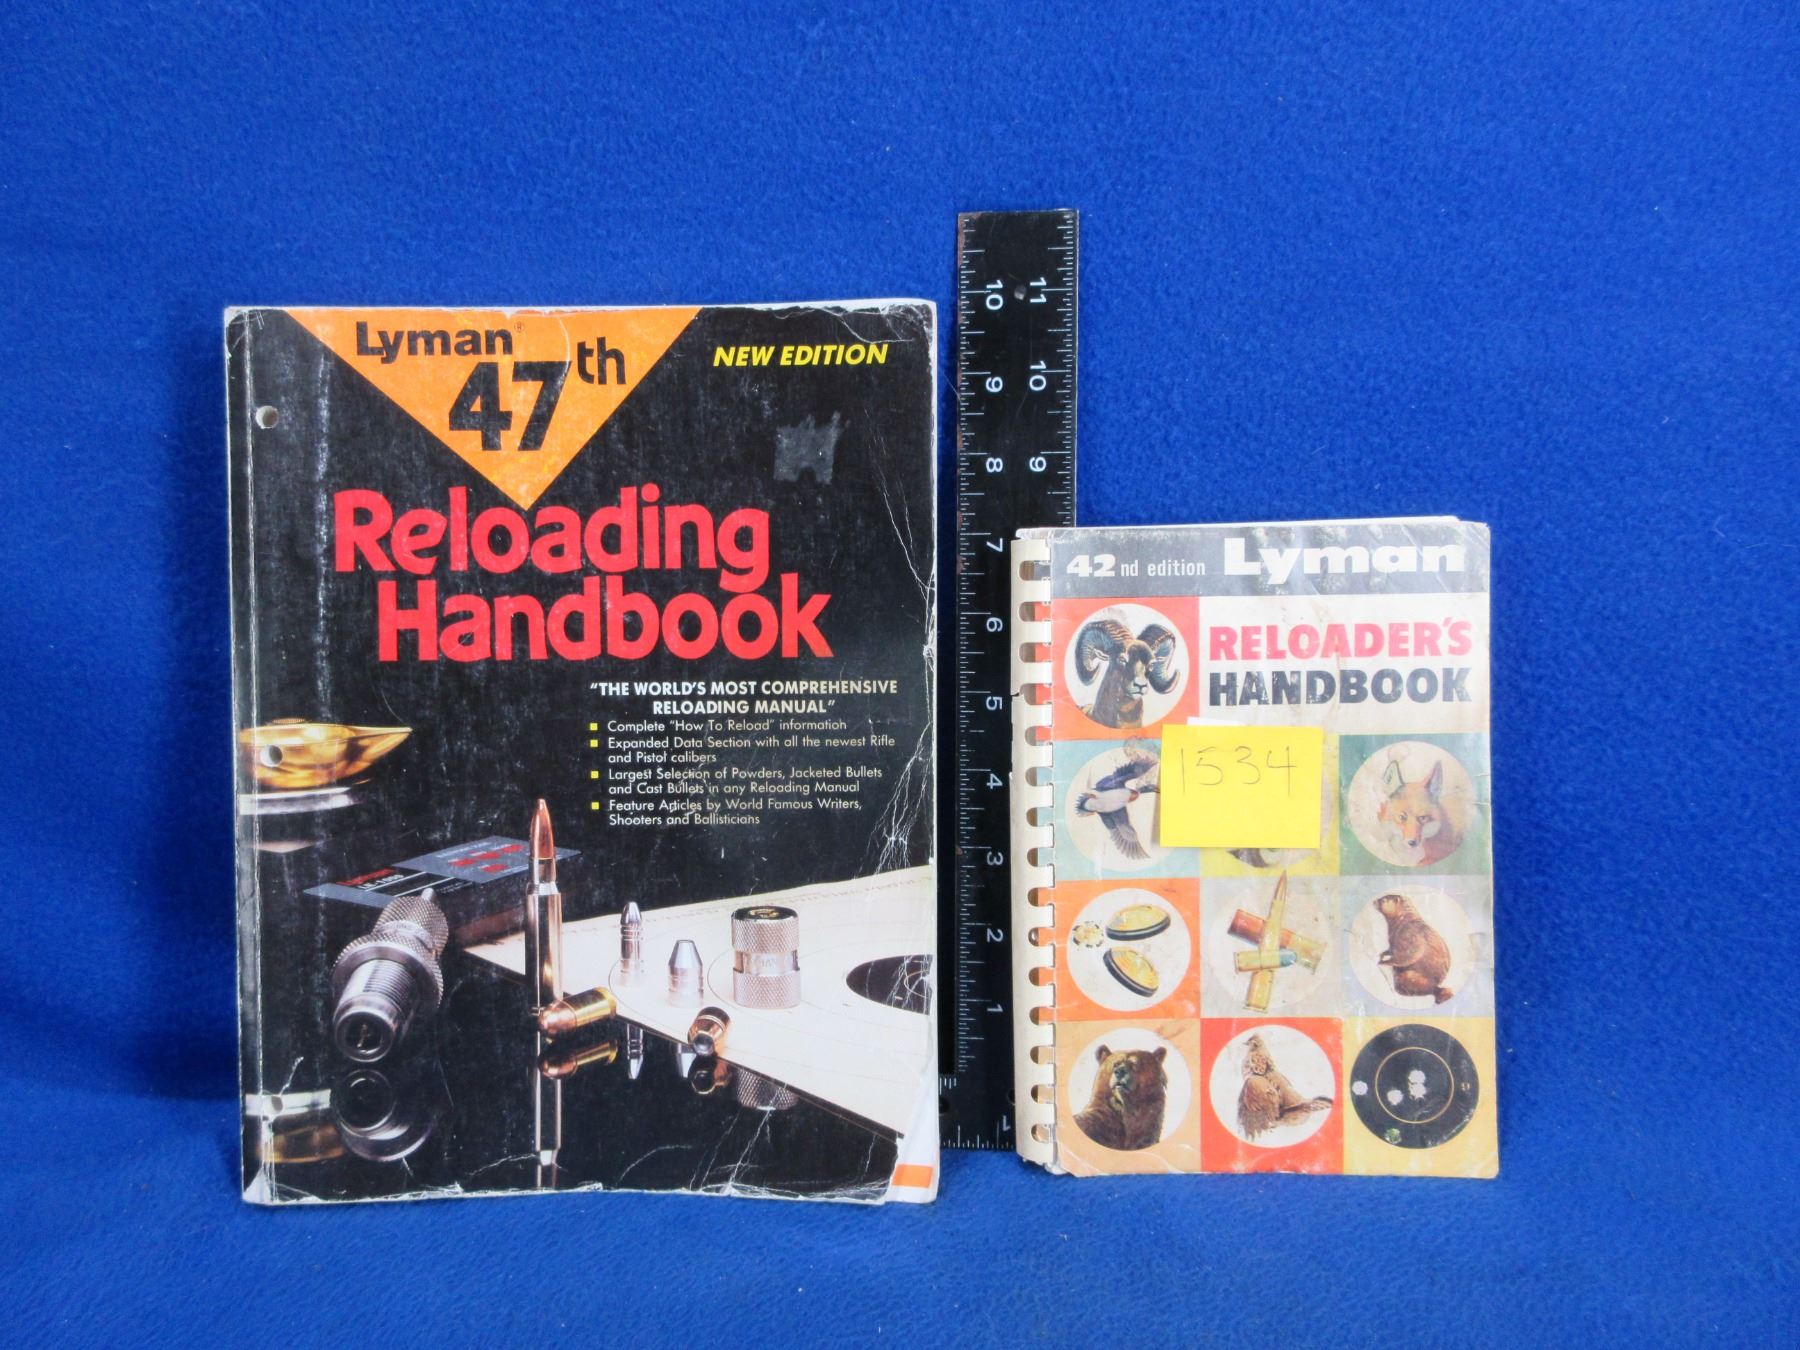 Lyman®
47th
NEW EDITION
Reloading
Handbook
"THE WORLD'S MOST COMPREHENSIVE
RELOADING MANUAL"
■ Complete "How To Reload" information
■ Expanded Data Section with all the newest Rifle
and Pistol calibers
■ Largest Selection of Powders, Jacketed Bullets
and Cast Bullets in any Reloading Manual
■ Feature Articles by World Famous Writers,
Shooters and Ballisticians
10 11
9 10
8 9
7
6
5
4
3
2
1
1
42nd edition Lyman
RELOADER'S
HANDBOOK
1534